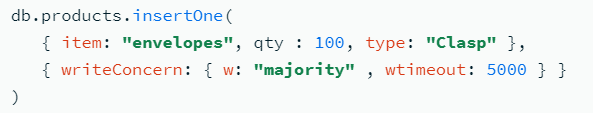 db.products.insertOne(
{ item: "envelopes", qty : 100, type: "Clasp" },
{ writeConcern: { w: "majority" , wtimeout: 5000 } }
)